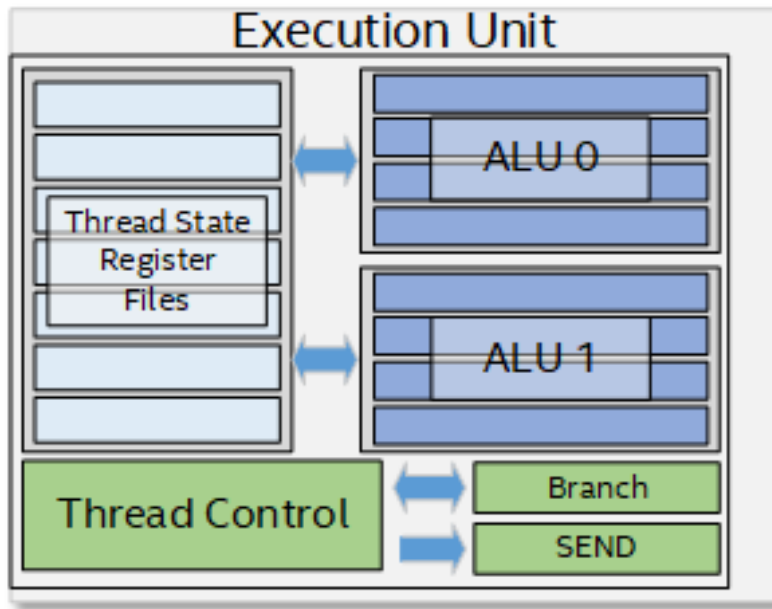 Execution Unit
Thread State
Register
Files
ALU 0
ALU 1
Thread Control
Branch
SEND